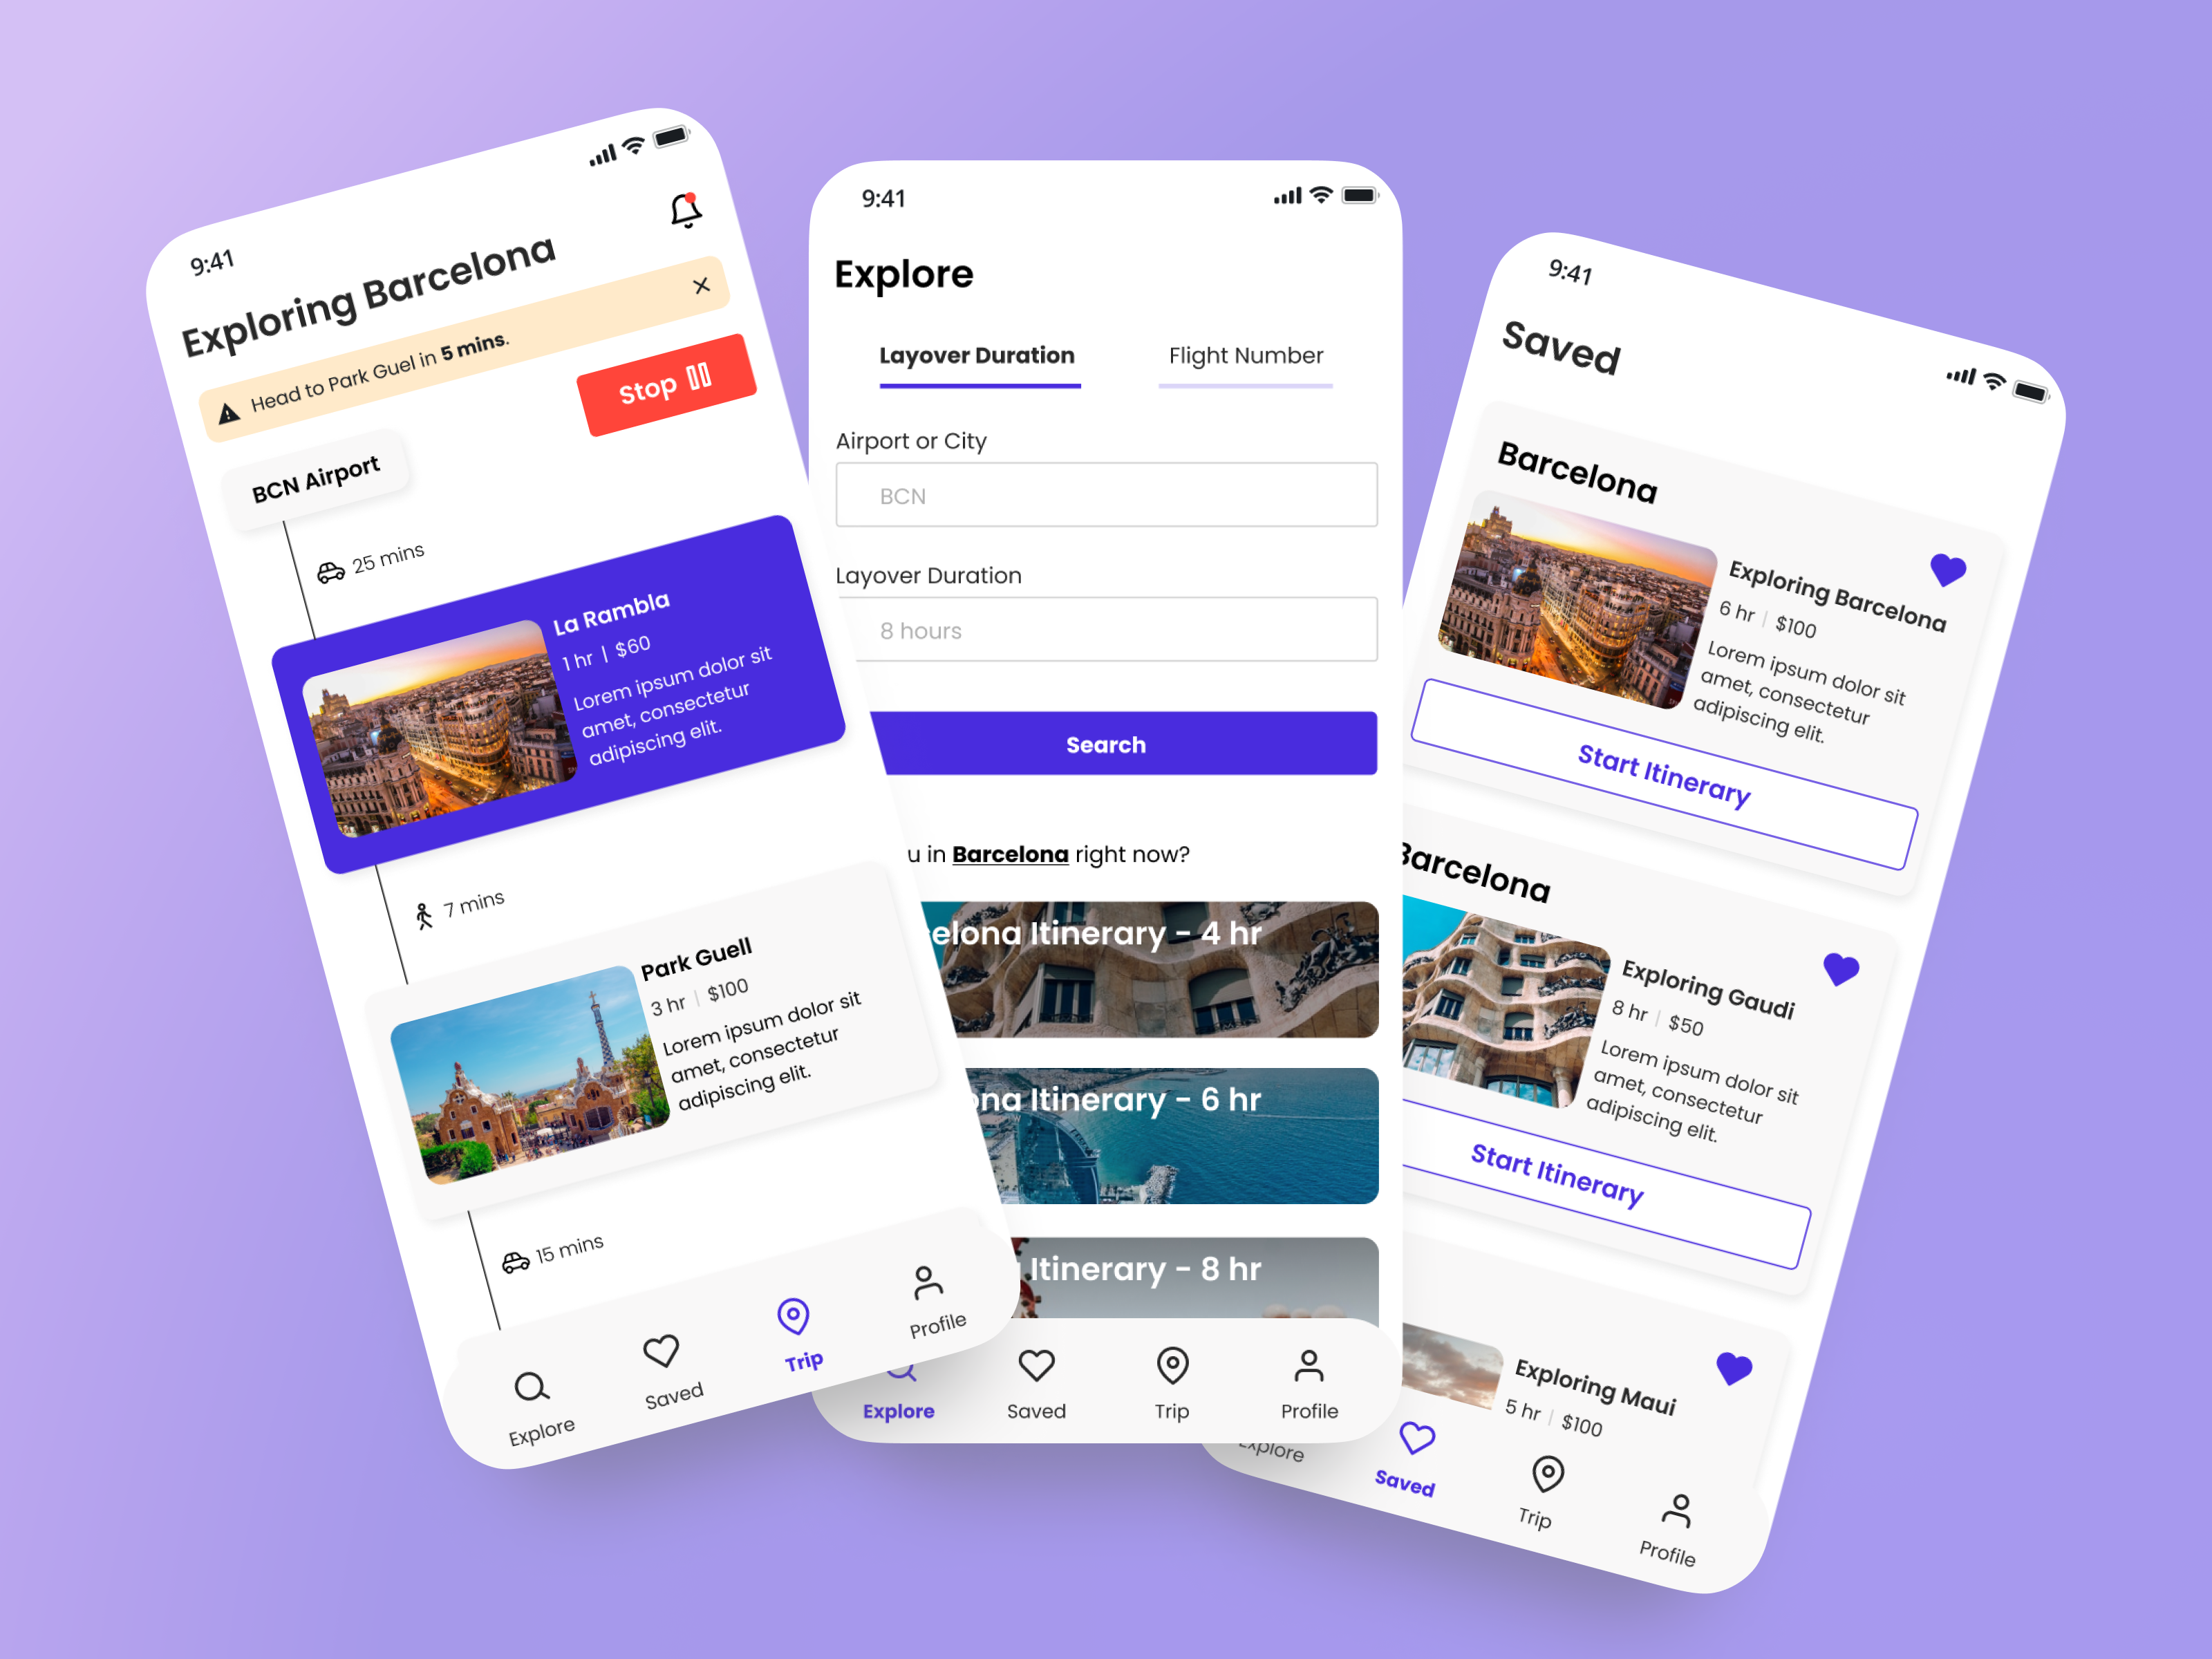 9:41
Exploring Barcelona
Head to Park Guel in 5 mins.
Stop
BCN Airport
25 mins
La Rambla
1 hr | $60
Lorem ipsum dolor sit
amet, consectetur
adipiscing elit.
7 mins
Park Guell
3 hr | $100
Lorem ipsum dolor sit
amet, consectetur
adipiscing elit.
15 mins
Explore
Saved
Trip
Profile
9:41
Explore
Layover Duration
Flight Number
Airport or City
BCN
Layover Duration
8 hours
Search
u in Barcelona right now?
elona Itinerary - 4 hr
ona Itinerary - 6 hr
Itinerary - 8 hr
Explore
Saved
Trip
Profile
9:41
Saved
Barcelona
Exploring Barcelona
6 hr | $100
Lorem ipsum dolor sit
amet, consectetur
adipiscing elit.
Start Itinerary
Barcelona
Exploring Gaudi
8 hr | $50
Lorem ipsum dolor sit
amet, consectetur
adipiscing elit.
Start Itinerary
Exploring Maui
5 hr | $100
Explore
Saved
Trip
Profile